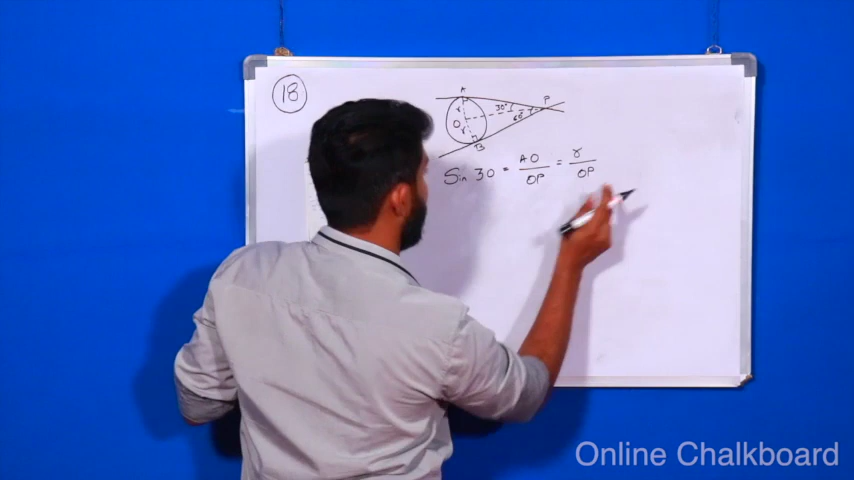 18
A
r
30°
P
O
60
r
B
Sin 30 = AO/OP = r/OP
Online Chalkboard